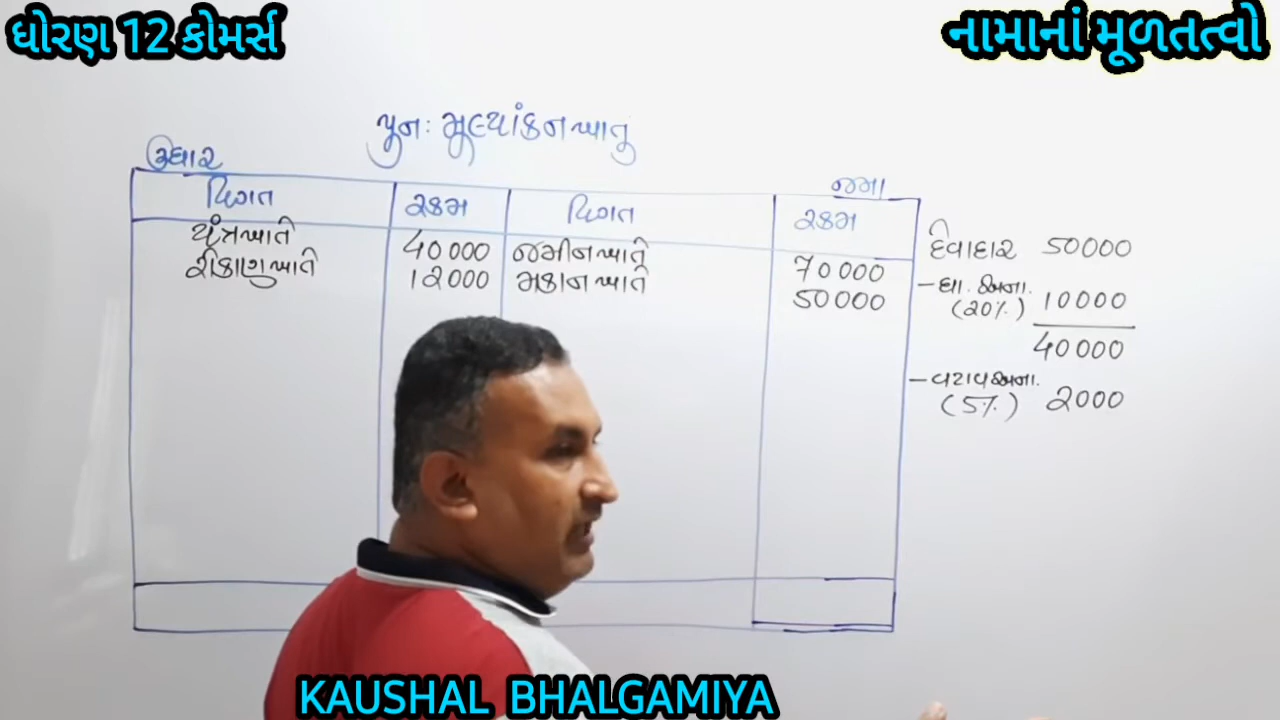 ધોરણ 12 કોમર્સ
નામાનાં મૂળતત્વો
પુનઃ મૂલ્યાંકન ખાતુ
ઉધાર
જમા
વિગત રકમ વિગત રકમ
યંત્ર ખાતે 40000 જમીન ખાતે 70000
રોકાણ ખાતે 12000 મકાન ખાતે 50000
દેવાદાર 50000
- ઘા. અના. (20%) 10000
40000
- વટાવ અના. (5%) 2000
KAUSHAL BHALGAMIYA